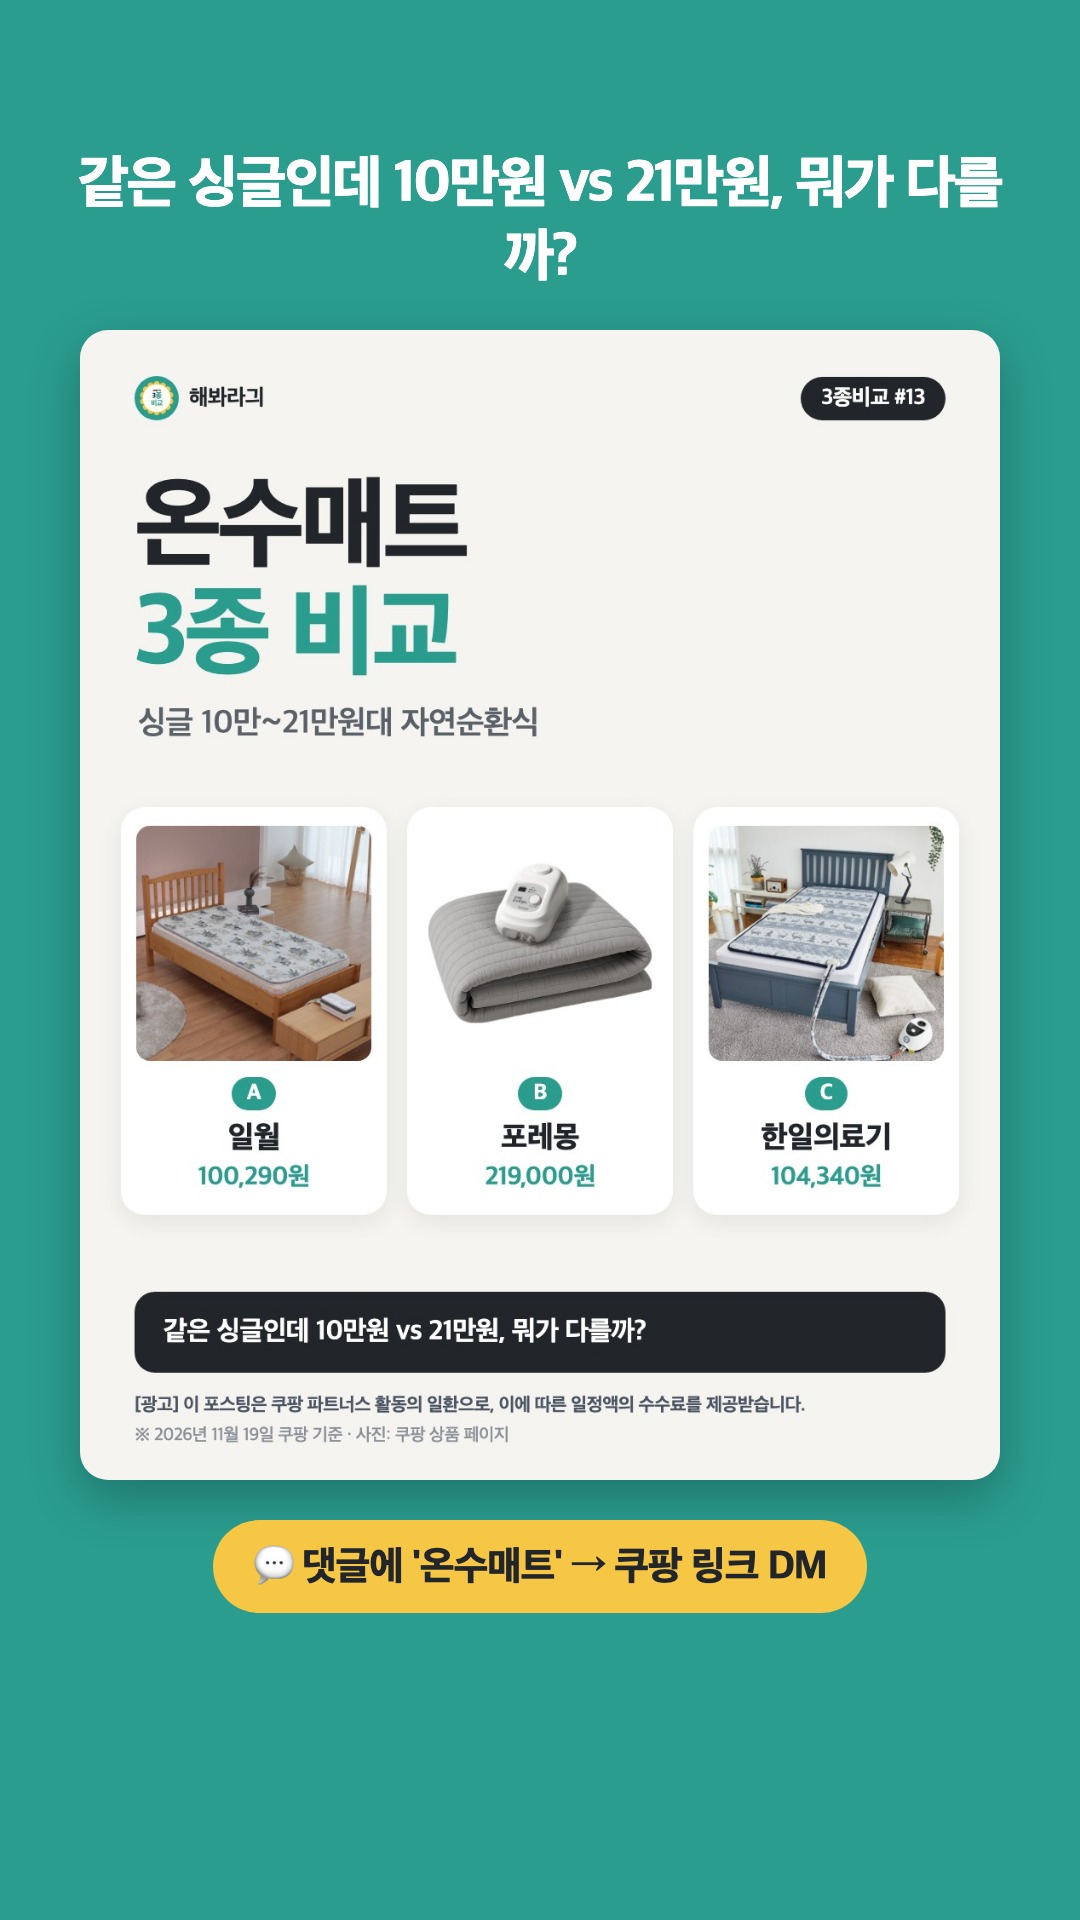 같은 싱글인데 10만원 vs 21만원, 뭐가 다를
까?
3종
비교
해봐라긔
3종비교 #13
온수매트
3종 비교
싱글 10만~21만원대 자연순환식
A
일월
100,290원
B
포레몽
219,000원
C
한일의료기
104,340원
같은 싱글인데 10만원 vs 21만원, 뭐가 다를까?
[광고] 이 포스팅은 쿠팡 파트너스 활동의 일환으로, 이에 따른 일정액의 수수료를 제공받습니다.
※ 2026년 11월 19일 쿠팡 기준 · 사진: 쿠팡 상품 페이지
💬 댓글에 '온수매트' → 쿠팡 링크 DM